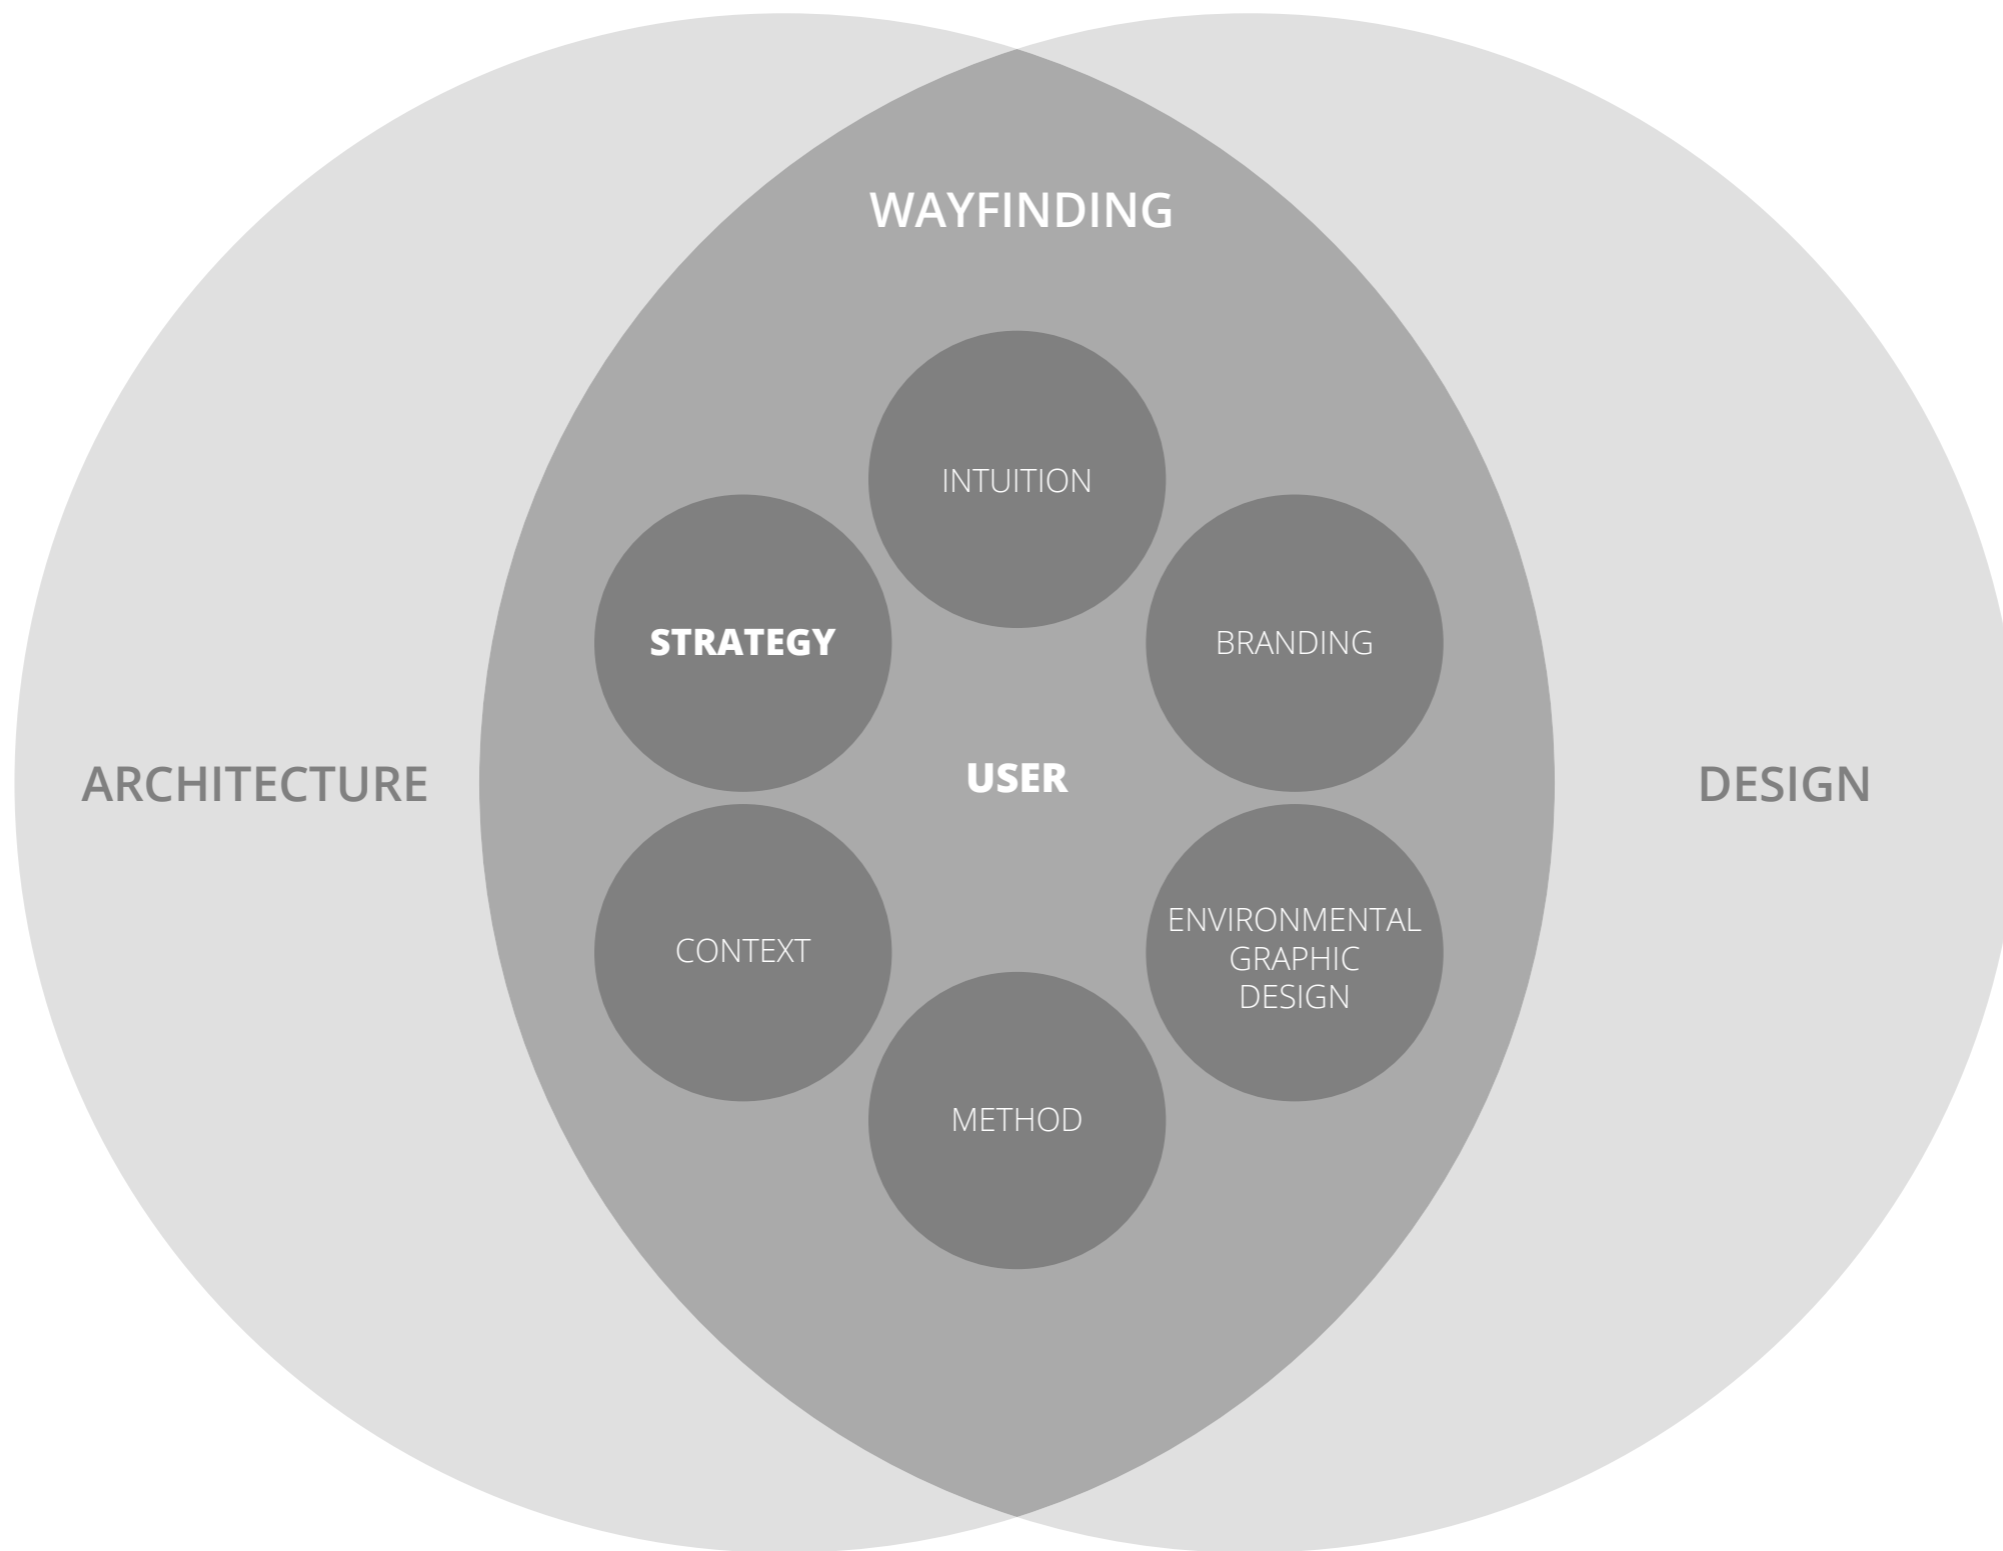 WAYFINDING
INTUITION
STRATEGY
BRANDING
USER
ARCHITECTURE
DESIGN
CONTEXT
ENVIRONMENTAL
GRAPHIC
DESIGN
METHOD